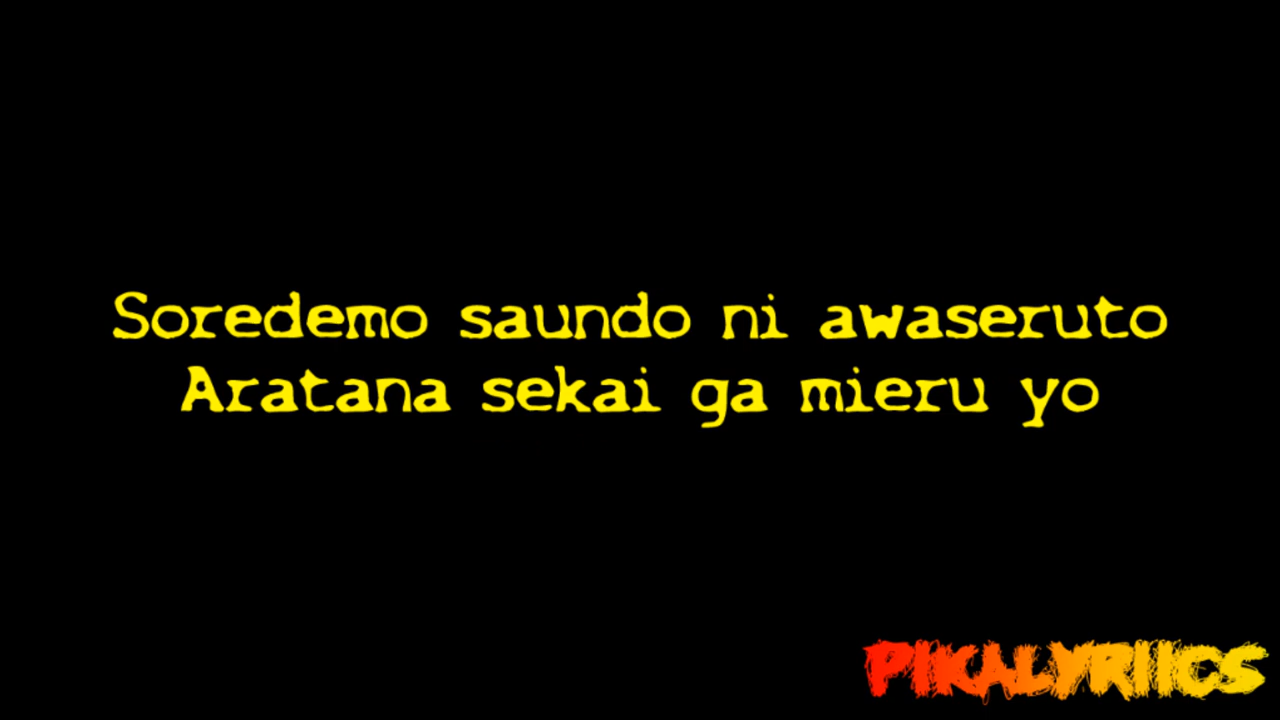 Soredemo saundo ni awaseruto
Aratana sekai ga mieru yo
PIKALYRIICS